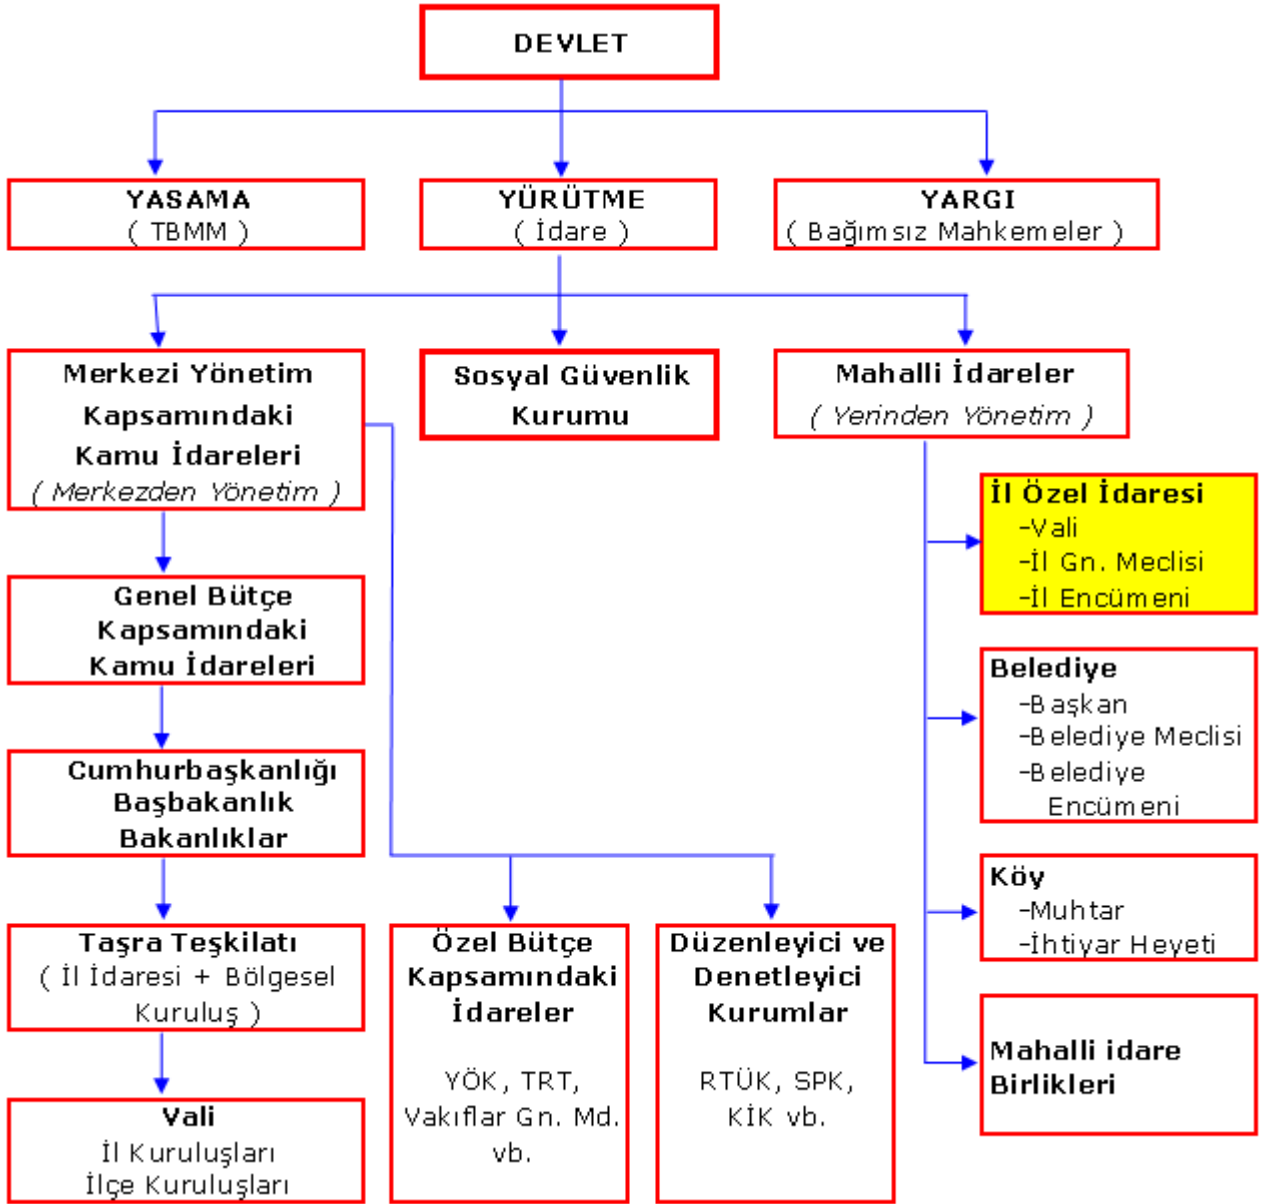 DEVLET
YASAMA
( TBMM )
YÜRÜTME
( İdare )
YARGI
( Bağımsız Mahkemeler )
Merkezi Yönetim
Kapsamındaki
Kamu İdareleri
( Merkezden Yönetim )
Sosyal Güvenlik
Kurumu
Mahalli İdareler
( Yerinden Yönetim )
İl Özel İdaresi
-Vali
-İl Gn. Meclisi
-İl Encümeni
Genel Bütçe
Kapsamındaki
Kamu İdareleri
Belediye
-Başkan
-Belediye Meclisi
-Belediye
Encümeni
Cumhurbaşkanlığı
Başbakanlık
Bakanlıklar
Köy
-Muhtar
-İhtiyar Heyeti
Taşra Teşkilatı
( İl İdaresi + Bölgesel
Kuruluş )
Özel Bütçe
Kapsamındaki
İdareler
YÖK, TRT,
Vakıflar Gn. Md.
vb.
Düzenleyici ve
Denetleyici
Kurumlar
RTÜK, SPK,
KİK vb.
Mahalli idare
Birlikleri
Vali
İl Kuruluşları
İlçe Kuruluşları